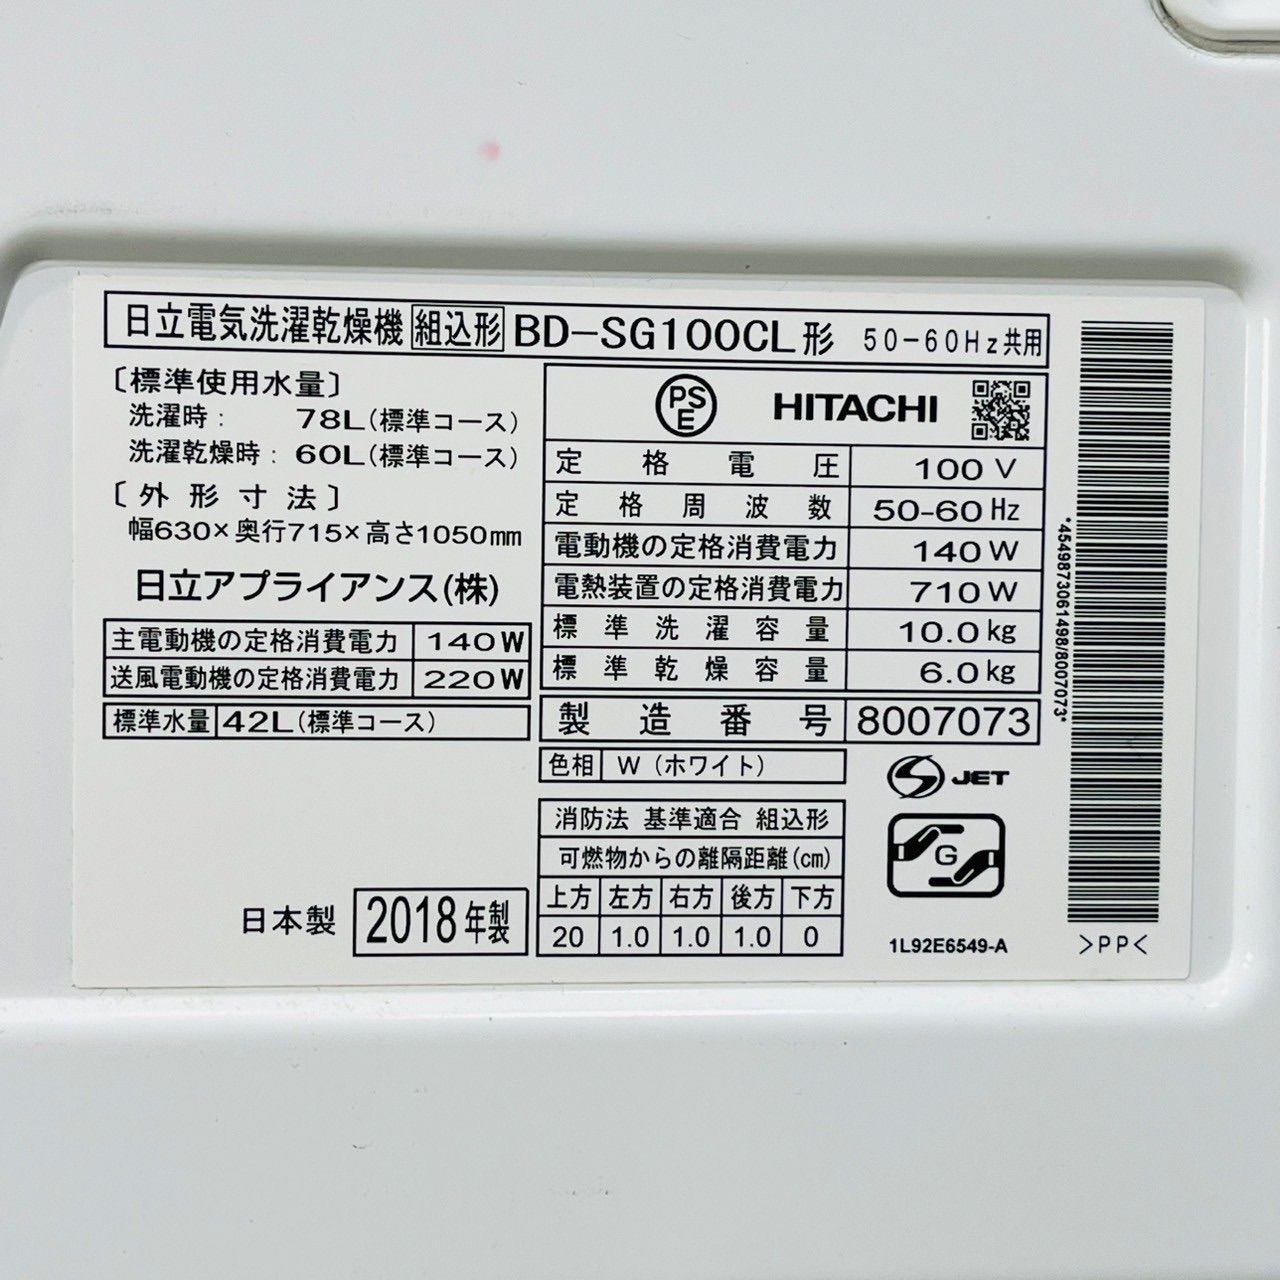 日立電気洗濯乾燥機 組込形 BD-SG100CL形 50-60Hz共用
〔標準使用水量〕
洗濯時: 78L(標準コース)
洗濯乾燥時: 60L(標準コース)
〔外形寸法〕
幅630×奥行715×高さ1050mm
日立アプライアンス(株)
主電動機の定格消費電力 140W
送風電動機の定格消費電力 220W
標準水量 42L(標準コース)
日本製 2018年製
PSE HITACHI
定格電圧 100V
定格周波数 50-60Hz
電動機の定格消費電力 140W
電熱装置の定格消費電力 710W
標準洗濯容量 10.0kg
標準乾燥容量 6.0kg
製造番号 8007073
色相 W(ホワイト)
消防法 基準適合 組込形
可燃物からの離隔距離(cm)
上方 左方 右方 後方 下方
20 1.0 1.0 1.0 0
S JET
G
1L92E6549-A
*4549873061498/8007073*
>PP<